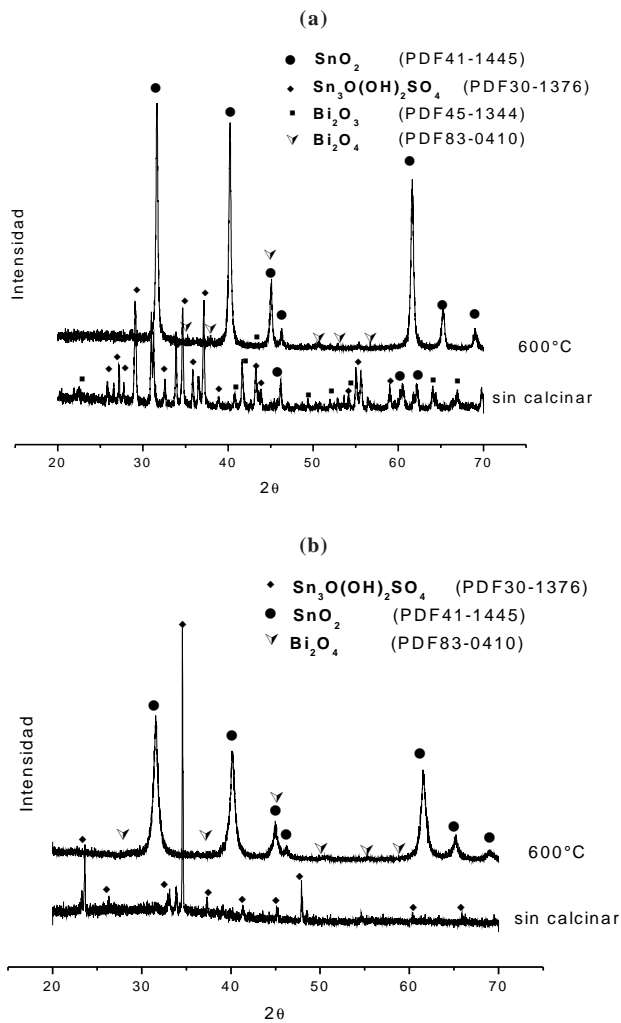 (a)
SnO₂ (PDF41-1445)
Sn₃O(OH)₂SO₄ (PDF30-1376)
Bi₂O₃ (PDF45-1344)
Bi₂O₄ (PDF83-0410)
Intensidad
600°C
sin calcinar
20 30 40 50 60 70
2θ
(b)
Sn₃O(OH)₂SO₄ (PDF30-1376)
SnO₂ (PDF41-1445)
Bi₂O₄ (PDF83-0410)
Intensidad
600°C
sin calcinar
20 30 40 50 60 70
2θ